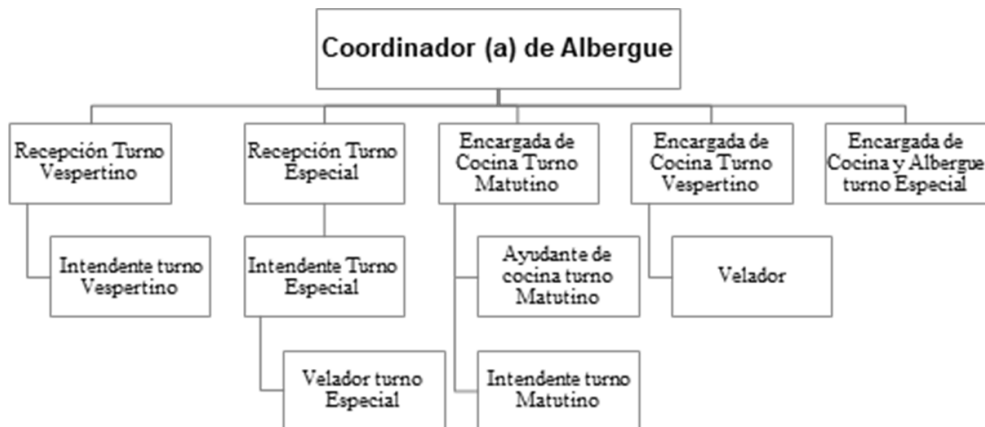 Coordinador (a) de Albergue
Recepción Turno
Vespertino
Recepción Turno
Especial
Encargada de
Cocina Turno
Matutino
Encargada de
Cocina Turno
Vespertino
Encargada de
Cocina y Albergue
turno Especial
Intendente turno
Vespertino
Intendente Turno
Especial
Ayudante de
cocina turno
Matutino
Velador
Velador turno
Especial
Intendente turno
Matutino